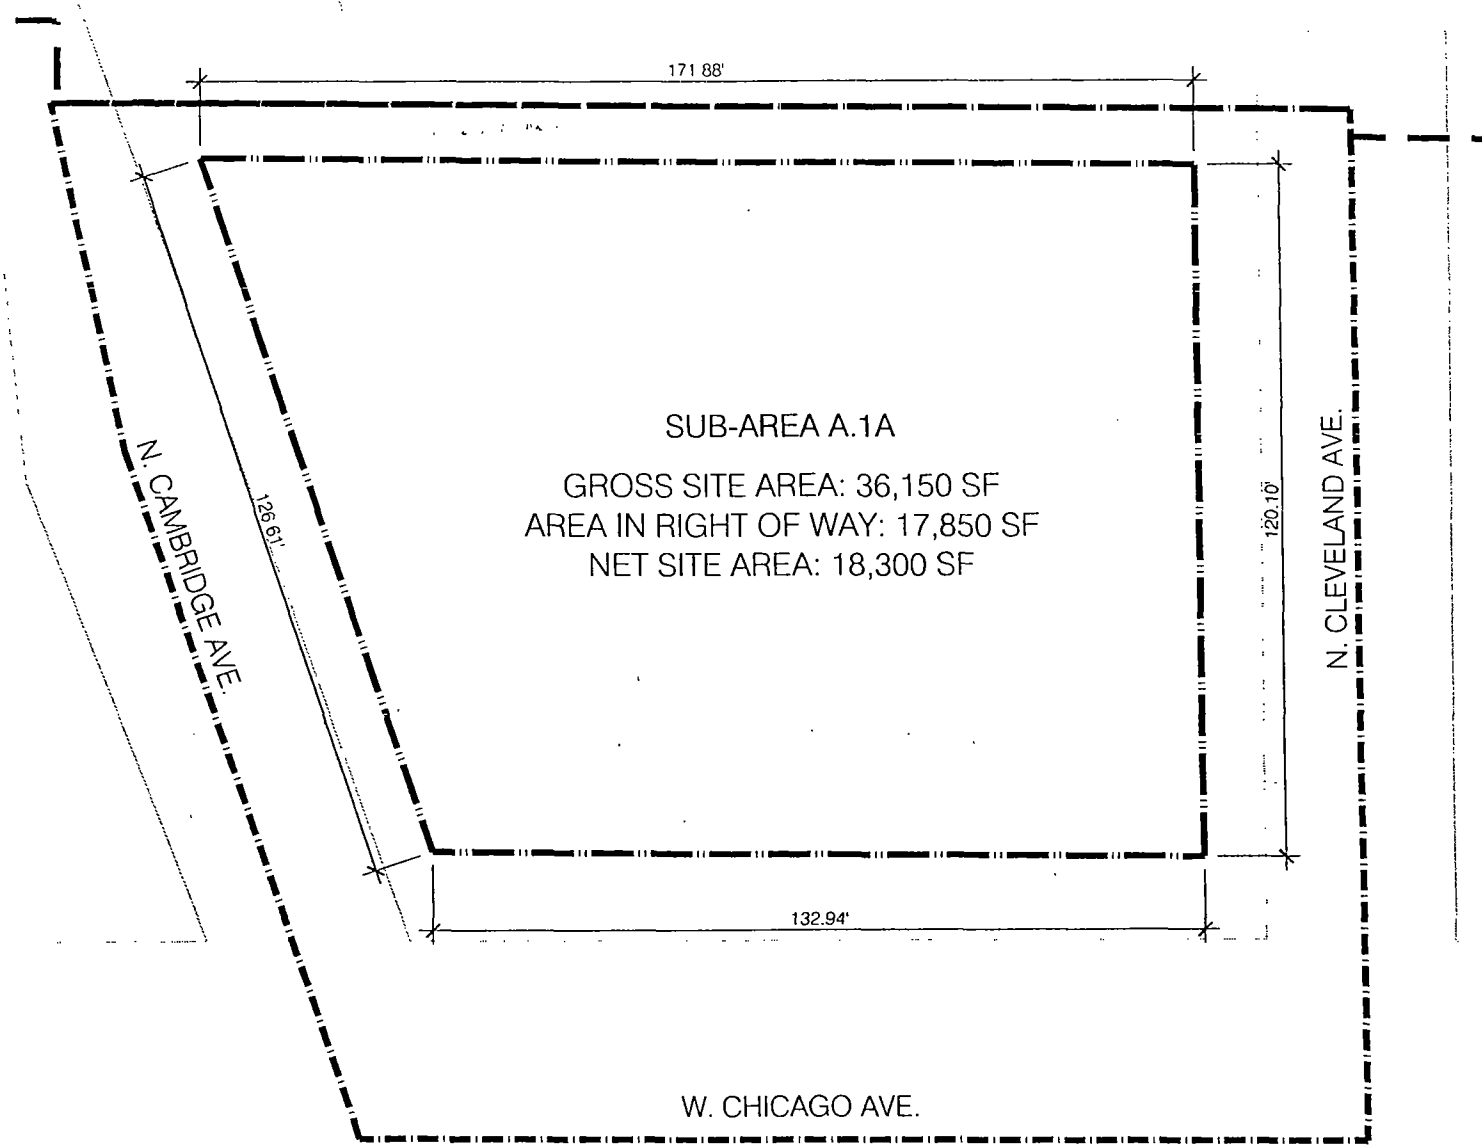 171 88'
SUB-AREA A.1A
GROSS SITE AREA: 36,150 SF
AREA IN RIGHT OF WAY: 17,850 SF
NET SITE AREA: 18,300 SF
N. CAMBRIDGE AVE.
126 61'
120.10'
N. CLEVELAND AVE.
132.94'
W. CHICAGO AVE.